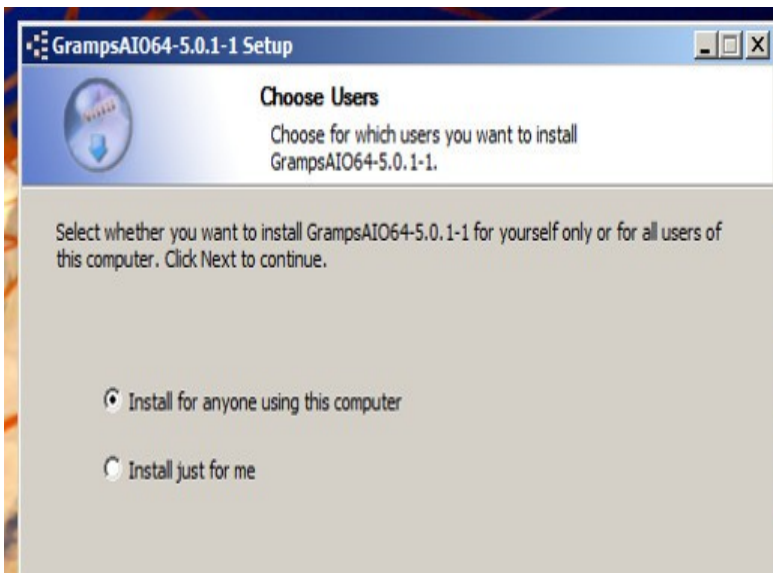 GrampsAIO64-5.0.1-1 Setup
Choose Users
Choose for which users you want to install
GrampsAIO64-5.0.1-1.
Select whether you want to install GrampsAIO64-5.0.1-1 for yourself only or for all users of
this computer. Click Next to continue.
Install for anyone using this computer
Install just for me